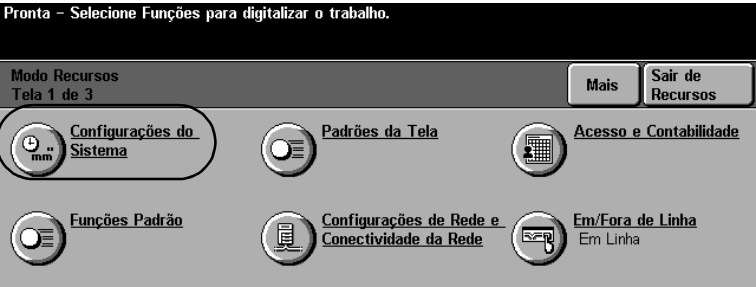 Pronta - Selecione Funções para digitalizar o trabalho.
Modo Recursos
Tela 1 de 3
Mais
Sair de
Recursos
Configurações do
Sistema
Padrões da Tela
Acesso e Contabilidade
Funções Padrão
Configurações de Rede e
Conectividade da Rede
Em/Fora de Linha
Em Linha
mm